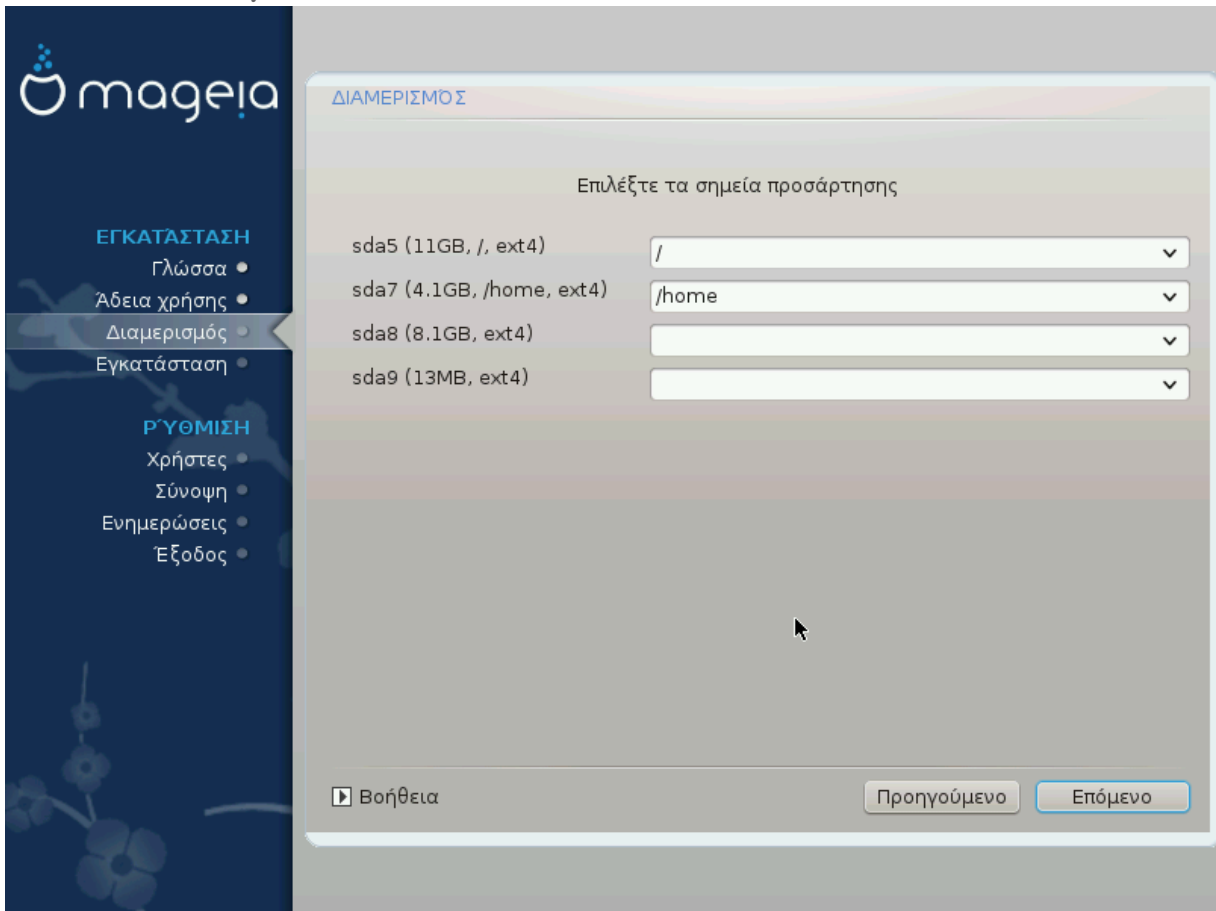 mageia
ΕΓΚΑΤΆΣΤΑΣΗ
Γλώσσα
Άδεια χρήσης
Διαμερισμός
Εγκατάσταση
ΡΎΘΜΙΣΗ
Χρήστες
Σύνοψη
Ενημερώσεις
Έξοδος
ΔΙΑΜΕΡΙΣΜΌΣ
Επιλέξτε τα σημεία προσάρτησης
sda5 (11GB, /, ext4) /
sda7 (4.1GB, /home, ext4) /home
sda8 (8.1GB, ext4)
sda9 (13MB, ext4)
Βοήθεια Προηγούμενο Επόμενο